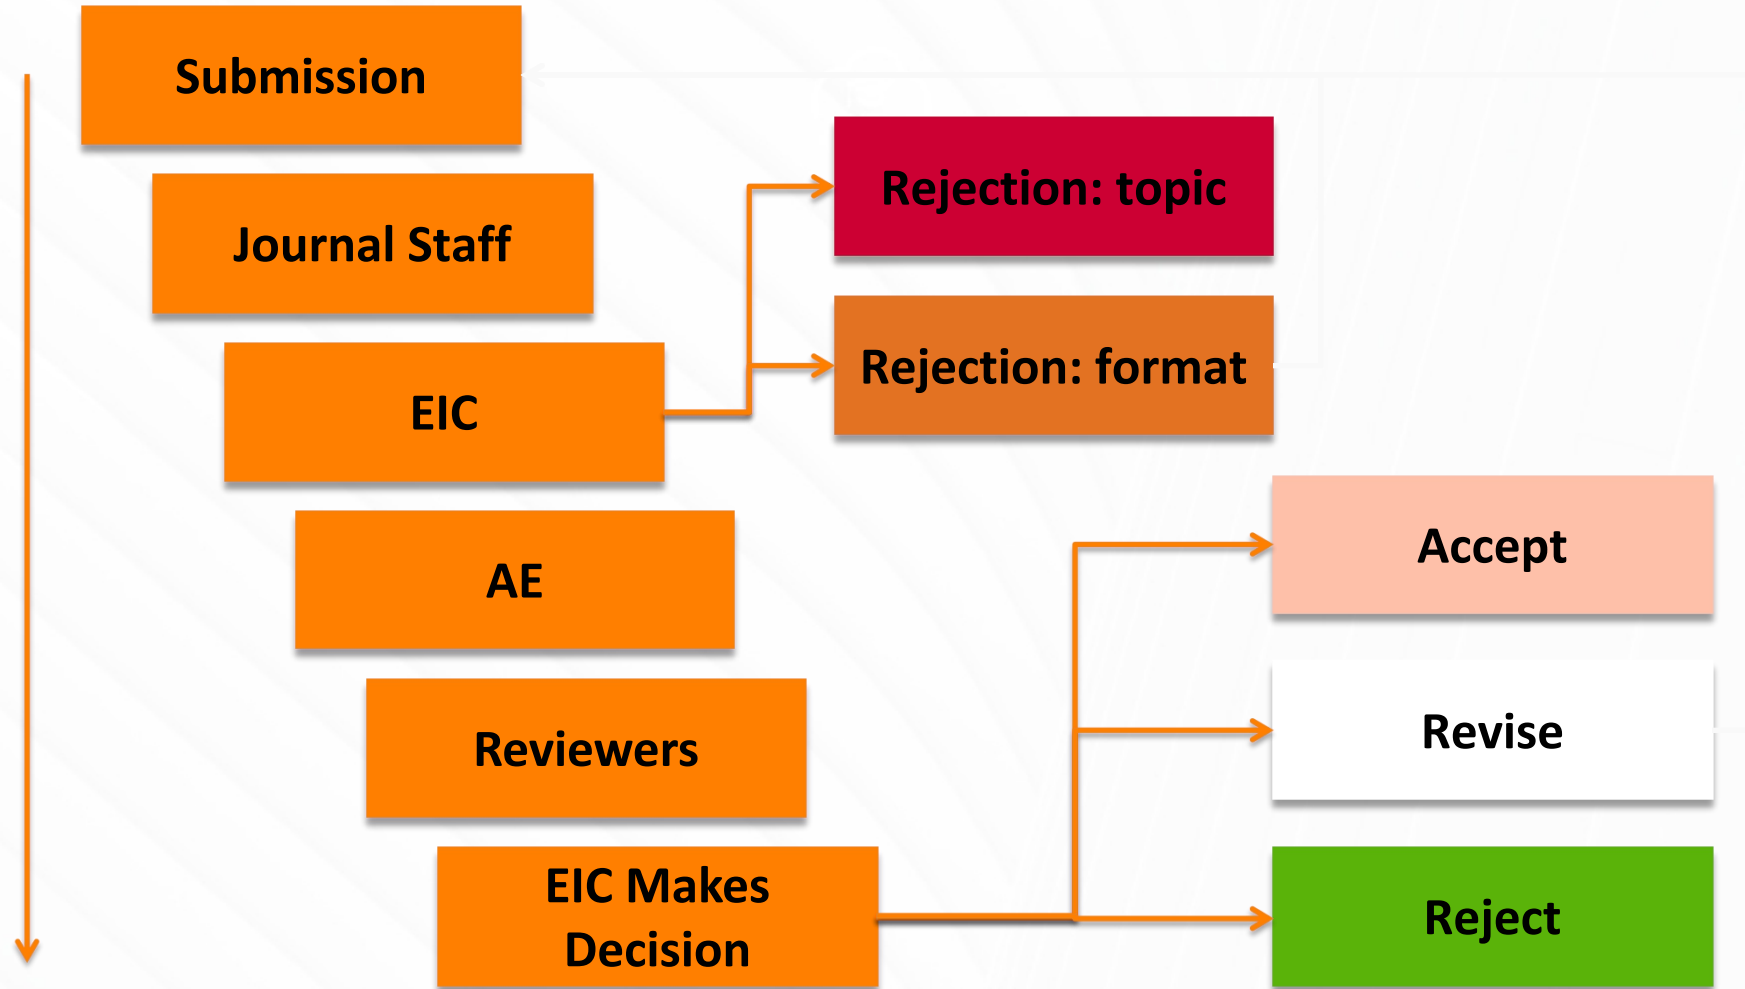 Submission
Journal Staff
EIC
AE
Reviewers
EIC Makes
Decision
Rejection: topic
Rejection: format
Accept
Revise
Reject